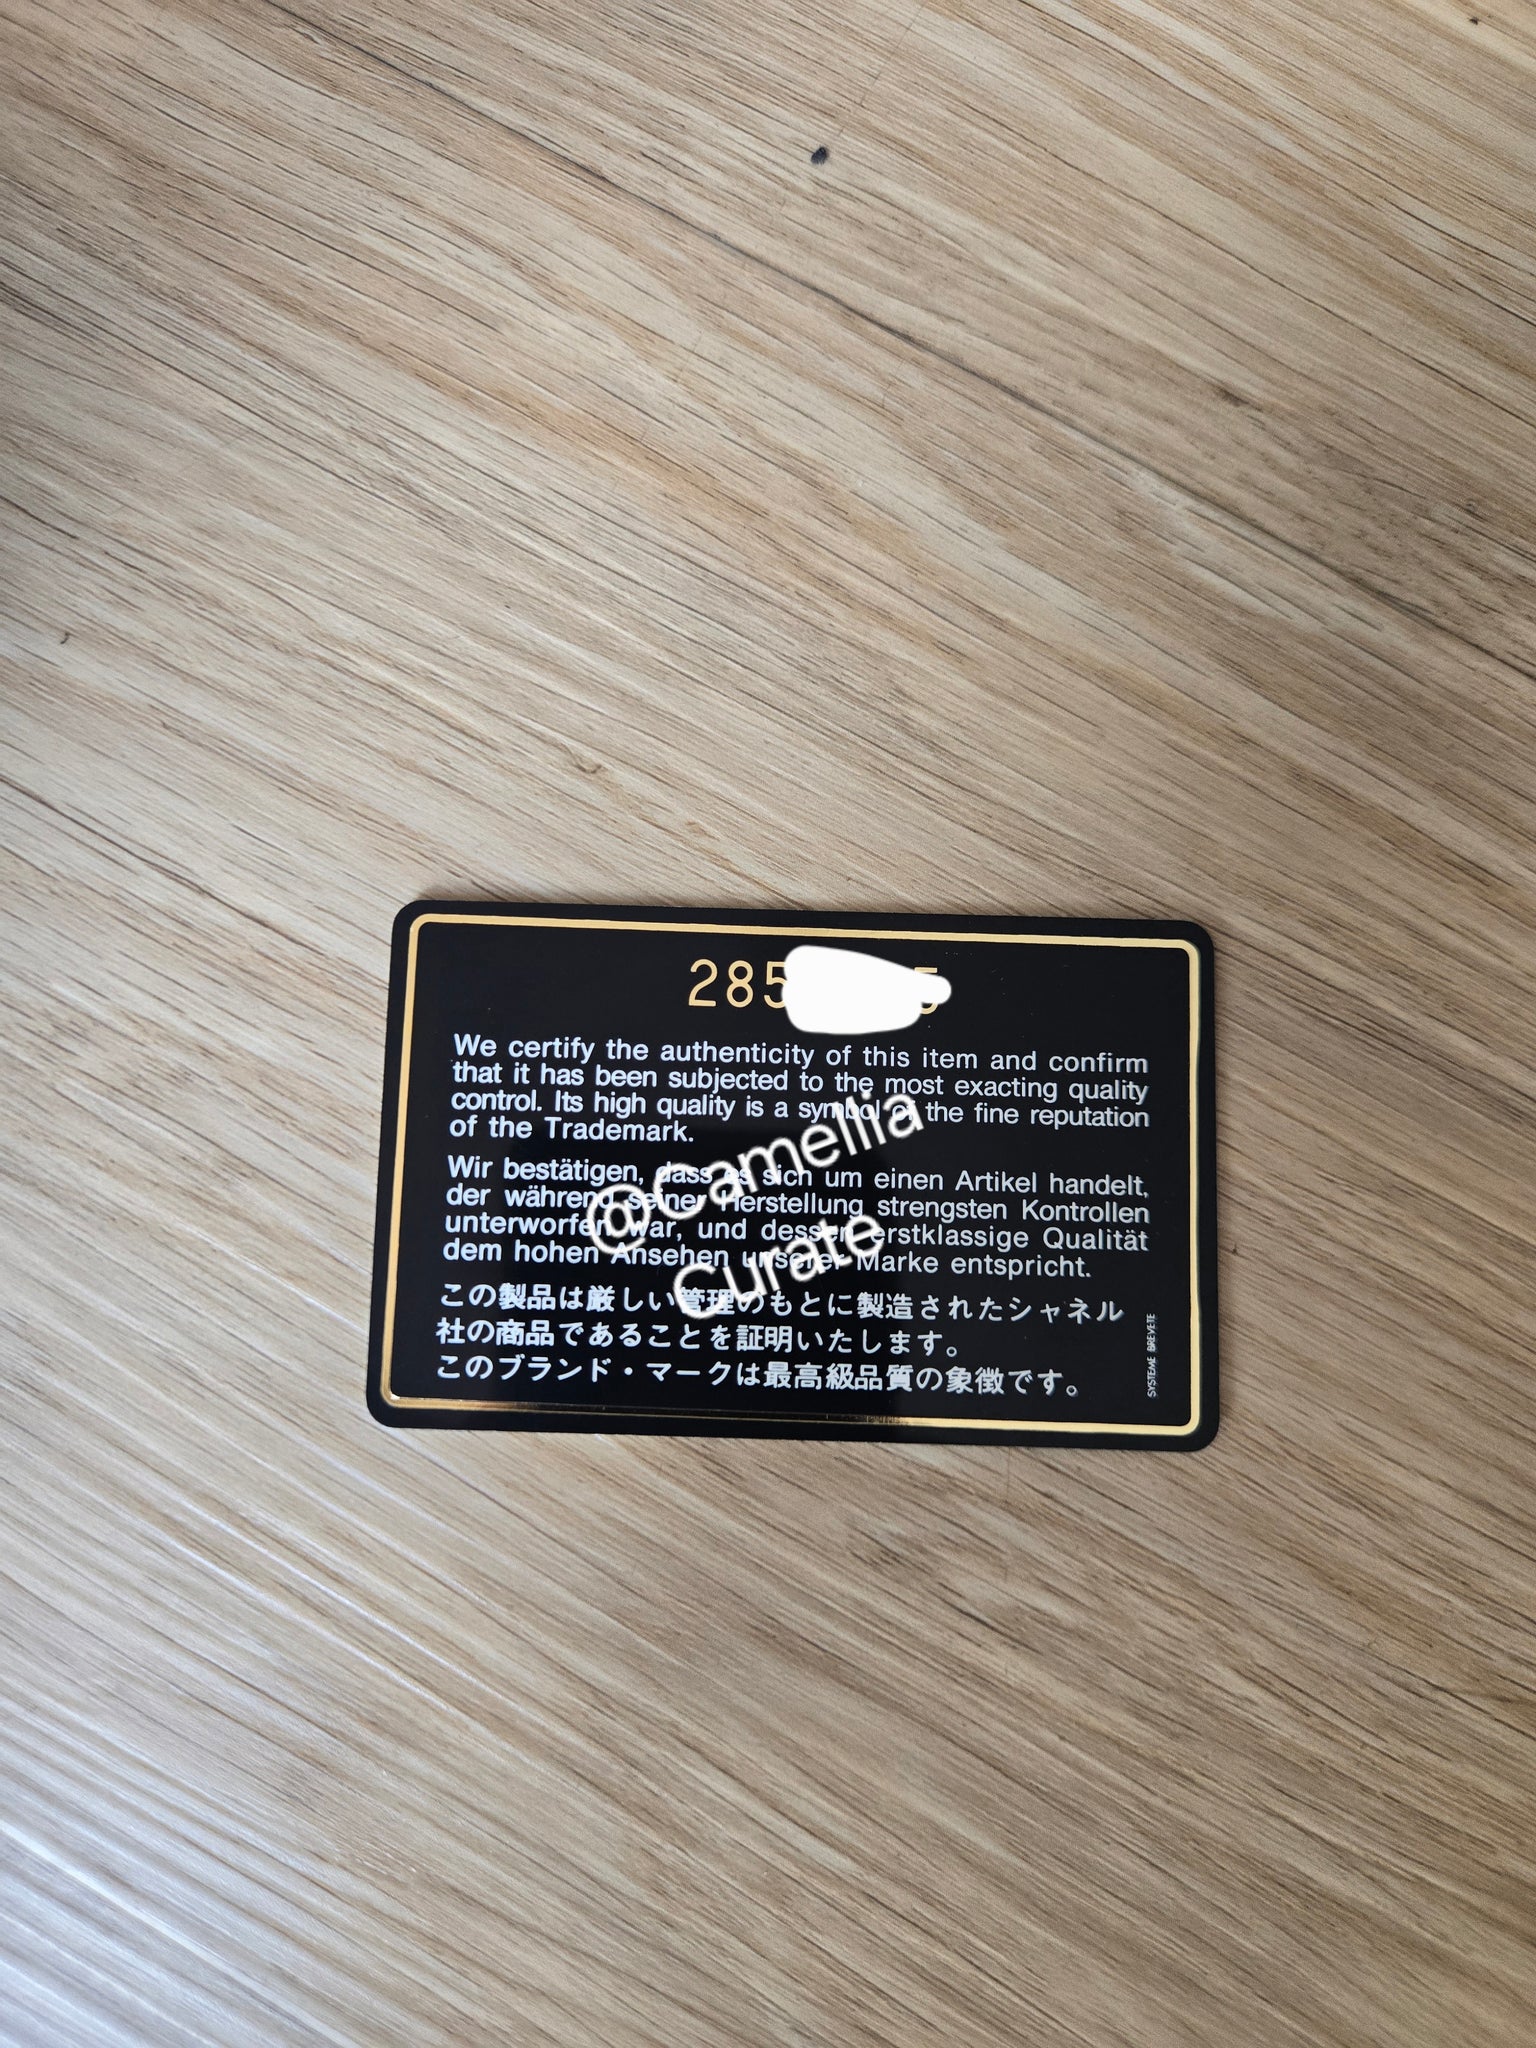 285 5
We certify the authenticity of this item and confirm
that it has been subjected to the most exacting quality
control. Its high quality is a symbol of the fine reputation
of the Trademark.
Wir bestätigen, dass es sich um einen Artikel handelt,
der während seiner Herstellung strengsten Kontrollen
unterworfen war, und dessen erstklassige Qualität
dem hohen Ansehen unserer Marke entspricht.
この製品は厳しい管理のもとに製造されたシャネル
社の商品であることを証明いたします。
このブランド・マークは最高級品質の象徴です。
SYSTEME BREVETE
@Camellia
Curate